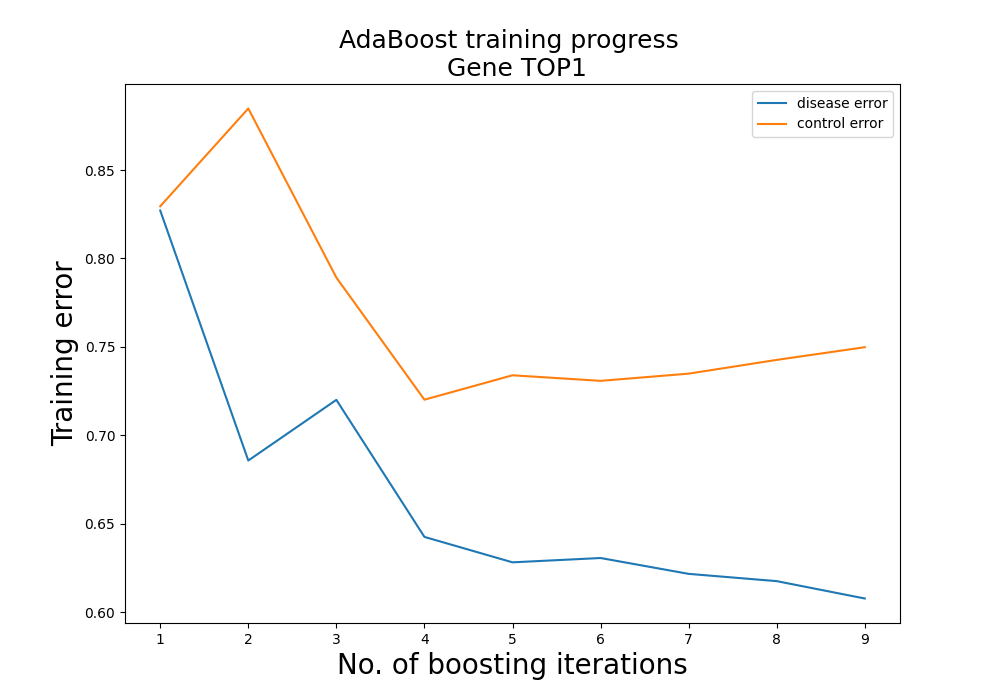 AdaBoost training progress
Gene TOP1
disease error
control error
0.85
0.80
0.75
0.70
0.65
0.60
Training error
1 2 3 4 5 6 7 8 9
No. of boosting iterations